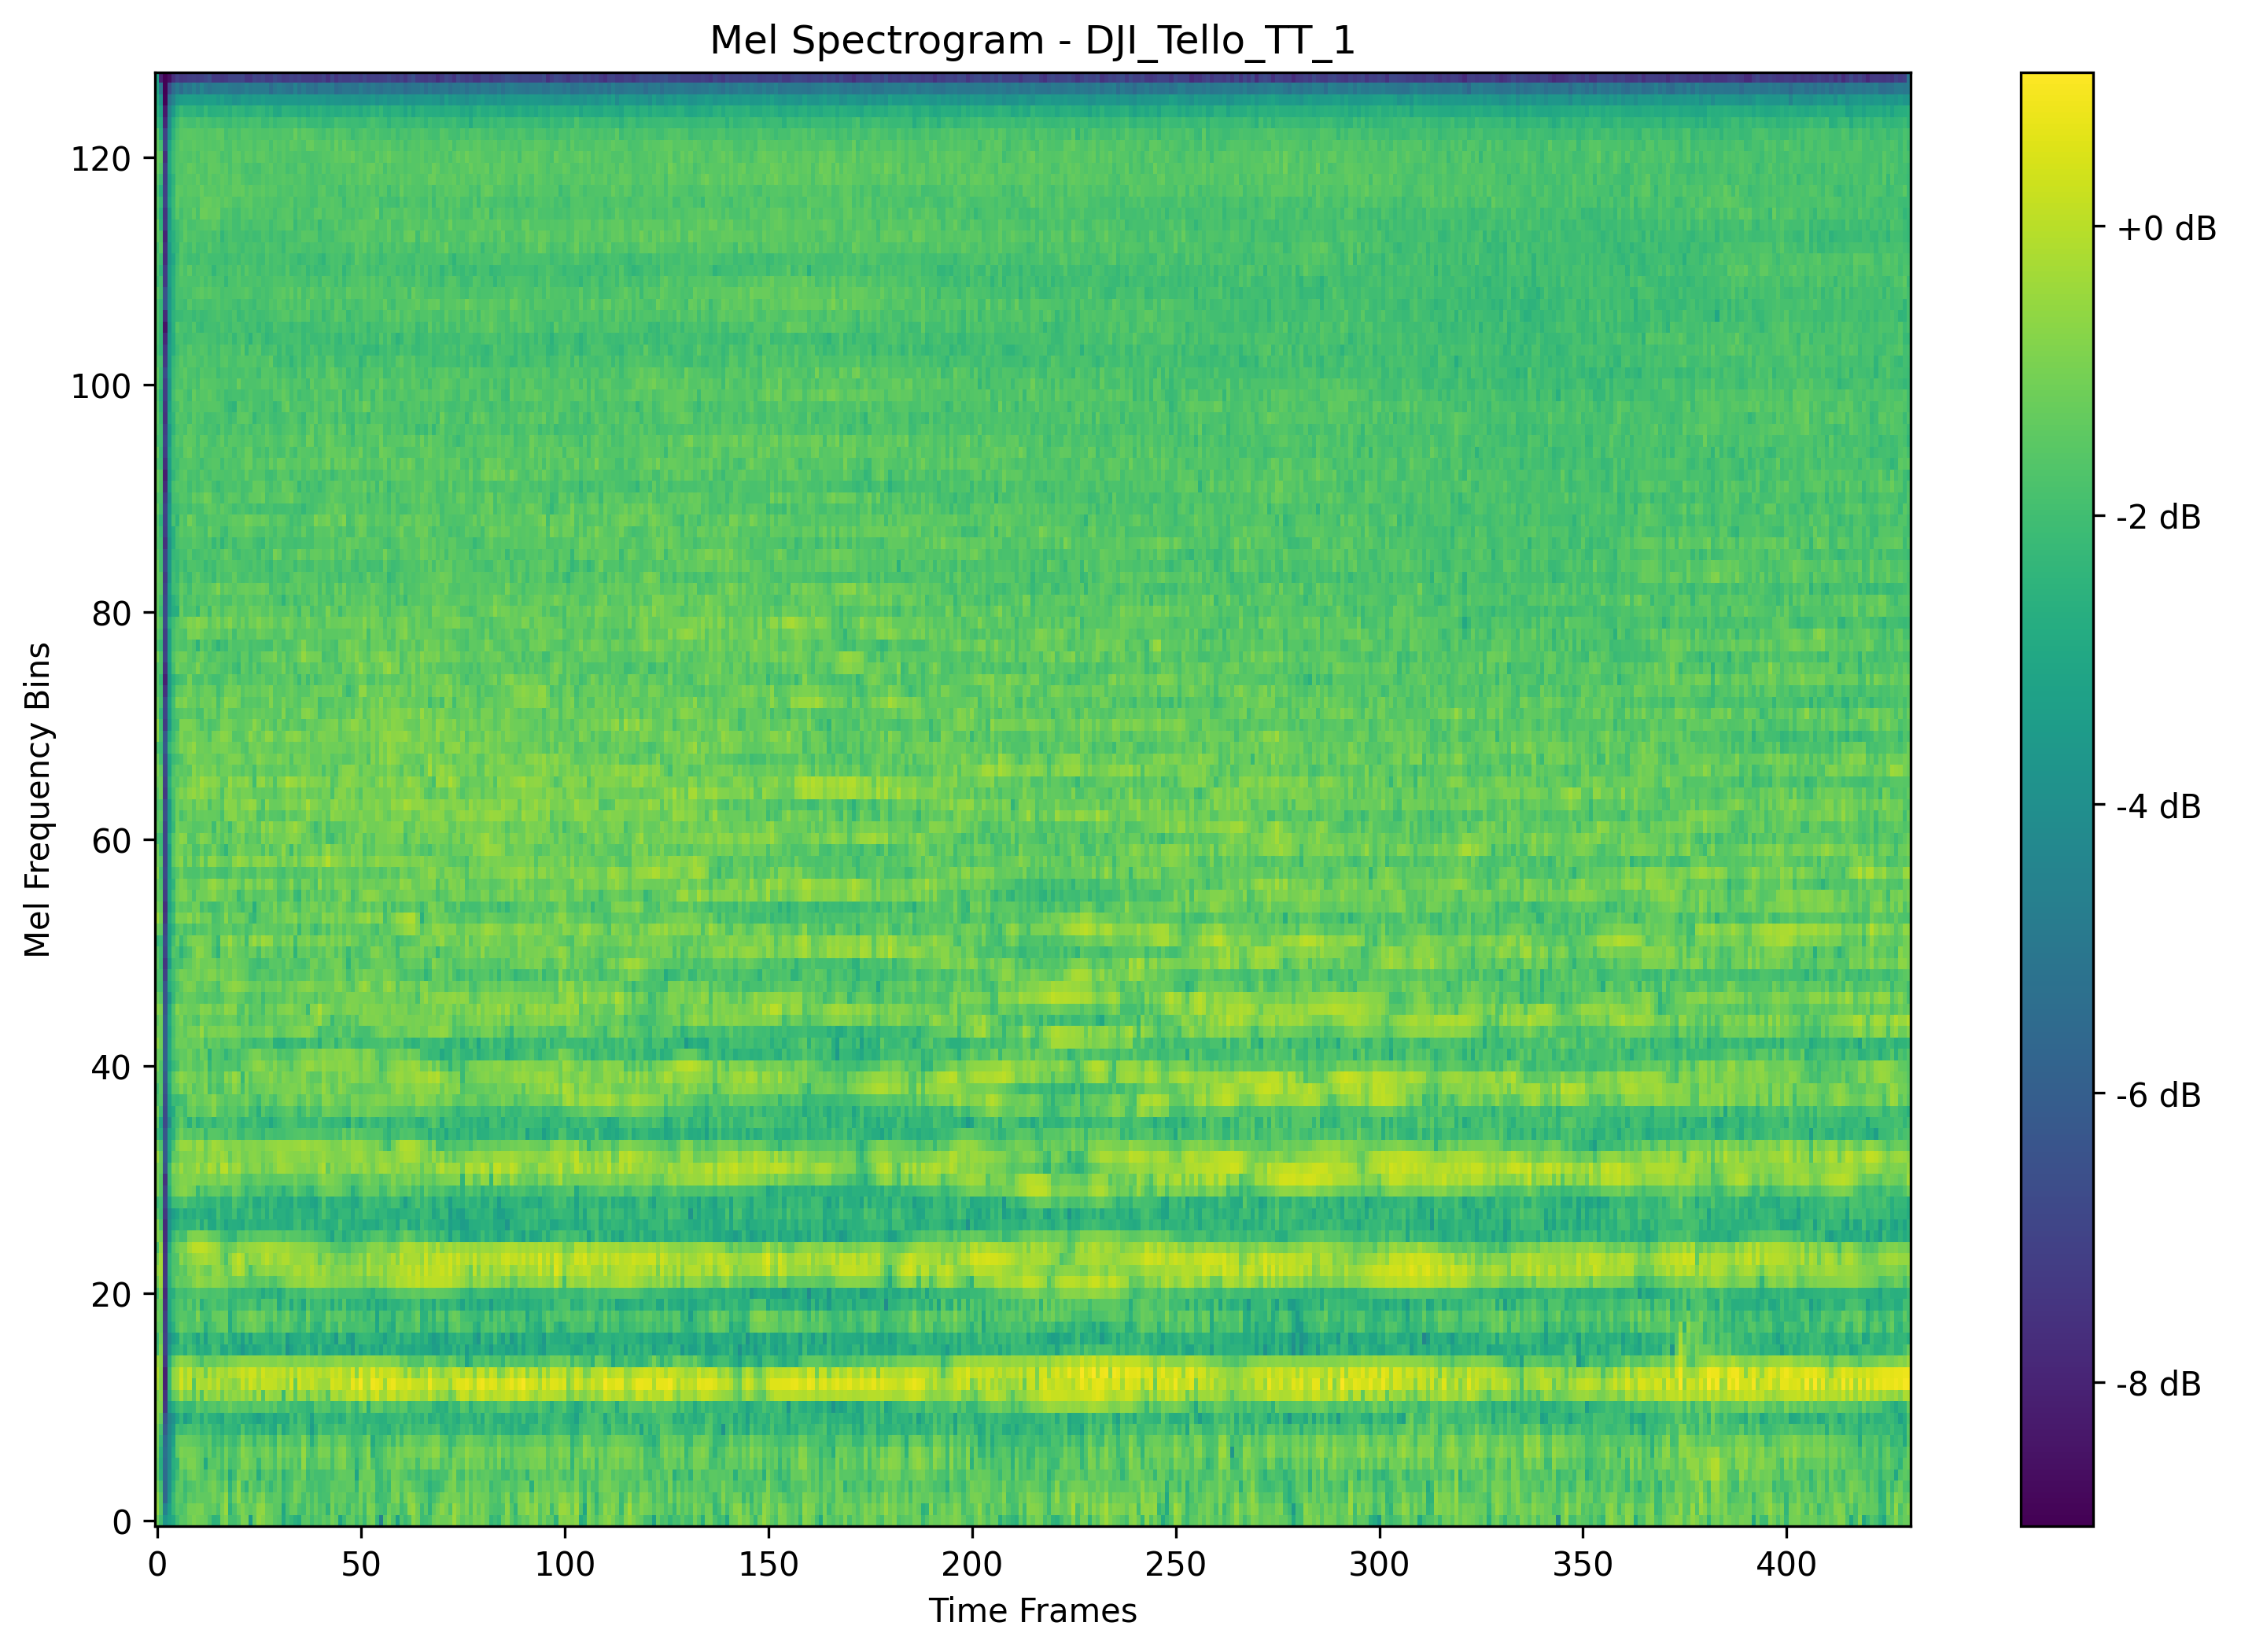 Mel Spectrogram - DJI_Tello_TT_1
120
100
80
60
40
20
0
Mel Frequency Bins
0 50 100 150 200 250 300 350 400
Time Frames
+0 dB
-2 dB
-4 dB
-6 dB
-8 dB